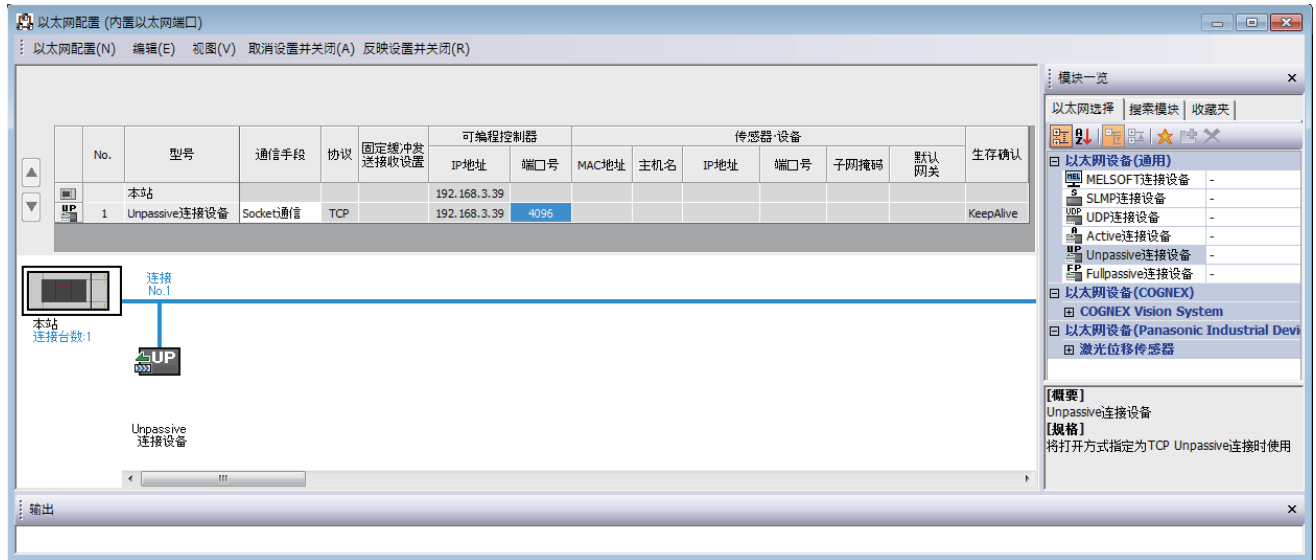 以太网配置 (内置以太网端口)
以太网配置(N) 编辑(E) 视图(V) 取消设置并关闭(A) 反映设置并关闭(R)
可编程控制器 传感器·设备
No. 型号 通信手段 协议 固定缓冲发送接收设置 IP地址 端口号 MAC地址 主机名 IP地址 端口号 子网掩码 默认网关 生存确认
本站 192.168.3.39
1 Unpassive连接设备 Socket通信 TCP 192.168.3.39 4096 KeepAlive
连接
No.1
本站
连接台数:1
UP
Unpassive
连接设备
模块一览
以太网选择 搜索模块 收藏夹
以太网设备(通用)
MELSOFT连接设备 -
SLMP连接设备 -
UDP连接设备 -
Active连接设备 -
Unpassive连接设备 -
Fullpassive连接设备 -
以太网设备(COGNEX)
COGNEX Vision System
以太网设备(Panasonic Industrial Devi
激光位移传感器
[概要]
Unpassive连接设备
[规格]
将打开方式指定为TCP Unpassive连接时使用
输出